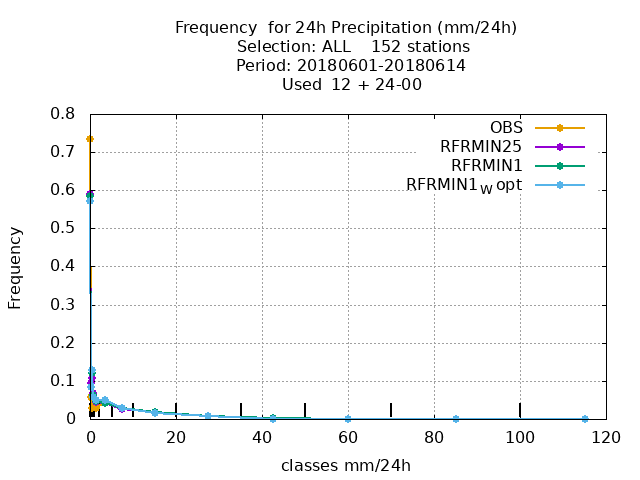 Frequency  for 24h Precipitation (mm/24h)
Selection: ALL    152 stations
Period: 20180601-20180614
Used  12 + 24-00
0.8
0.7
0.6
0.5
0.4
0.3
0.2
0.1
0
Frequency
OBS
RFRMIN25
RFRMIN1
RFRMIN1w opt
0 20 40 60 80 100 120
classes mm/24h